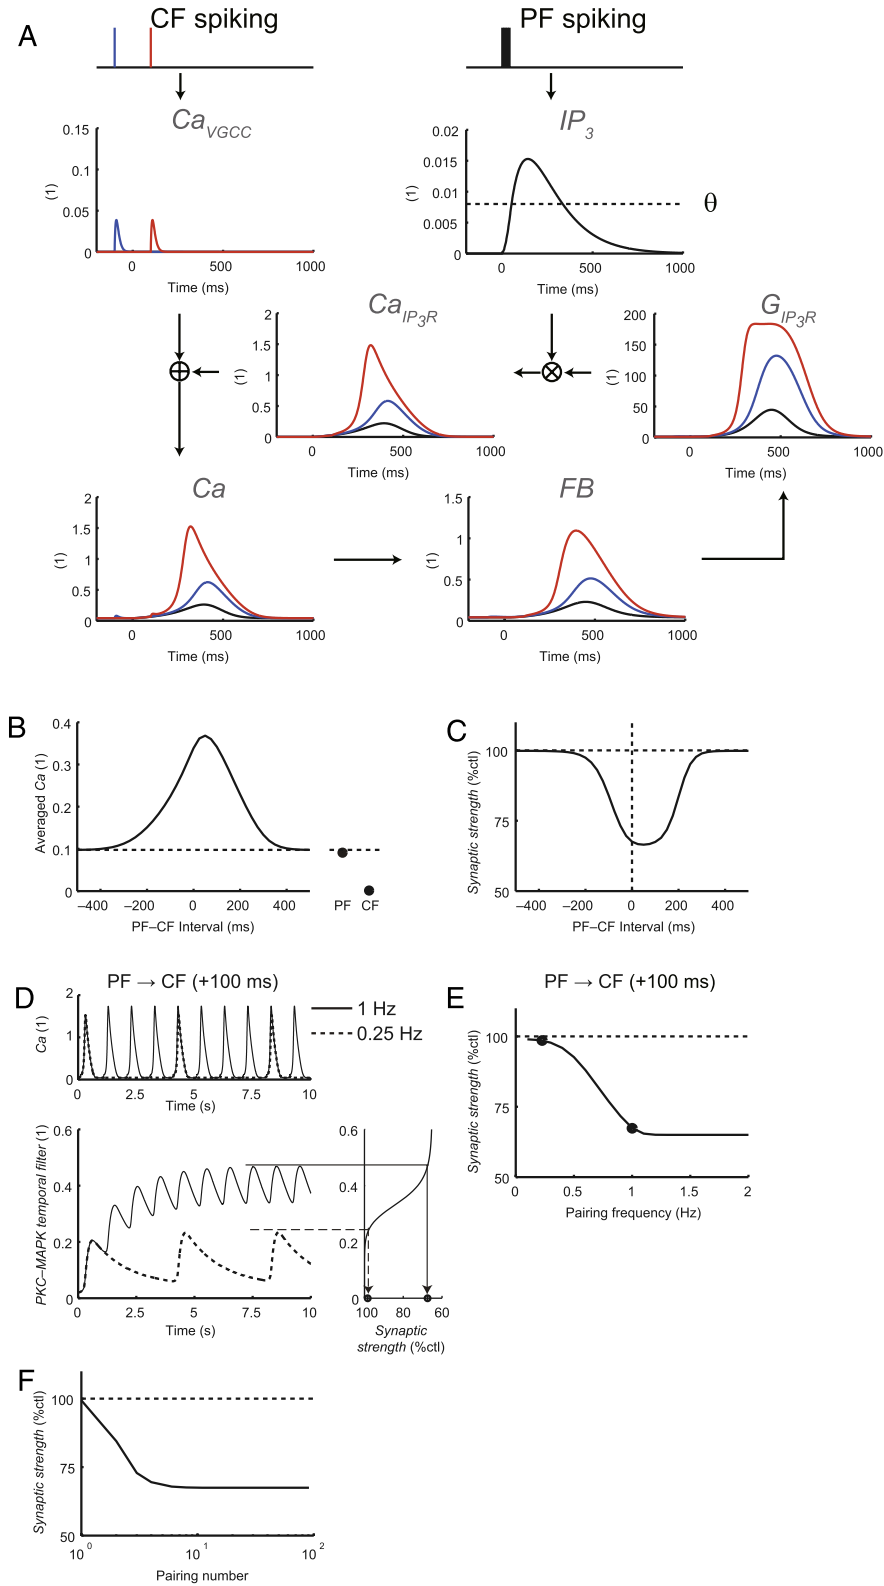 A
CF spiking
PF spiking
Ca VGCC
IP3
0.15
0.1
0.05
0
(1)
0
500
1000
Time (ms)
0.02
0.015
0.01
0.005
0
(1)
θ
0
500
1000
Time (ms)
Ca IP3R
2
1.5
1
0.5
0
(1)
0
500
1000
Time (ms)
G IP3R
200
150
100
50
0
(1)
0
500
1000
Time (ms)
Ca
2
1.5
1
0.5
0
(1)
0
500
1000
Time (ms)
FB
1.5
1
0.5
0
(1)
0
500
1000
Time (ms)
B
0.4
0.3
0.2
0.1
0
Averaged Ca (1)
–400 –200 0 200 400
PF CF
PF–CF Interval (ms)
C
100
75
50
Synaptic strength (%ctl)
–400 –200 0 200 400
PF–CF Interval (ms)
D
PF → CF (+100 ms)
2
1
0
Ca (1)
1 Hz
0.25 Hz
0 2.5 5 7.5 10
Time (s)
0.6
0.4
0.2
0
PKC–MAPK temporal filter (1)
0 2.5 5 7.5 10
Time (s)
0.6
0.4
0.2
0
100 80 60
Synaptic
strength (%ctl)
E
PF → CF (+100 ms)
100
75
50
Synaptic strength (%ctl)
0 0.5 1 1.5 2
Pairing frequency (Hz)
F
100
75
50
Synaptic strength (%ctl)
10^0 10^1 10^2
Pairing number